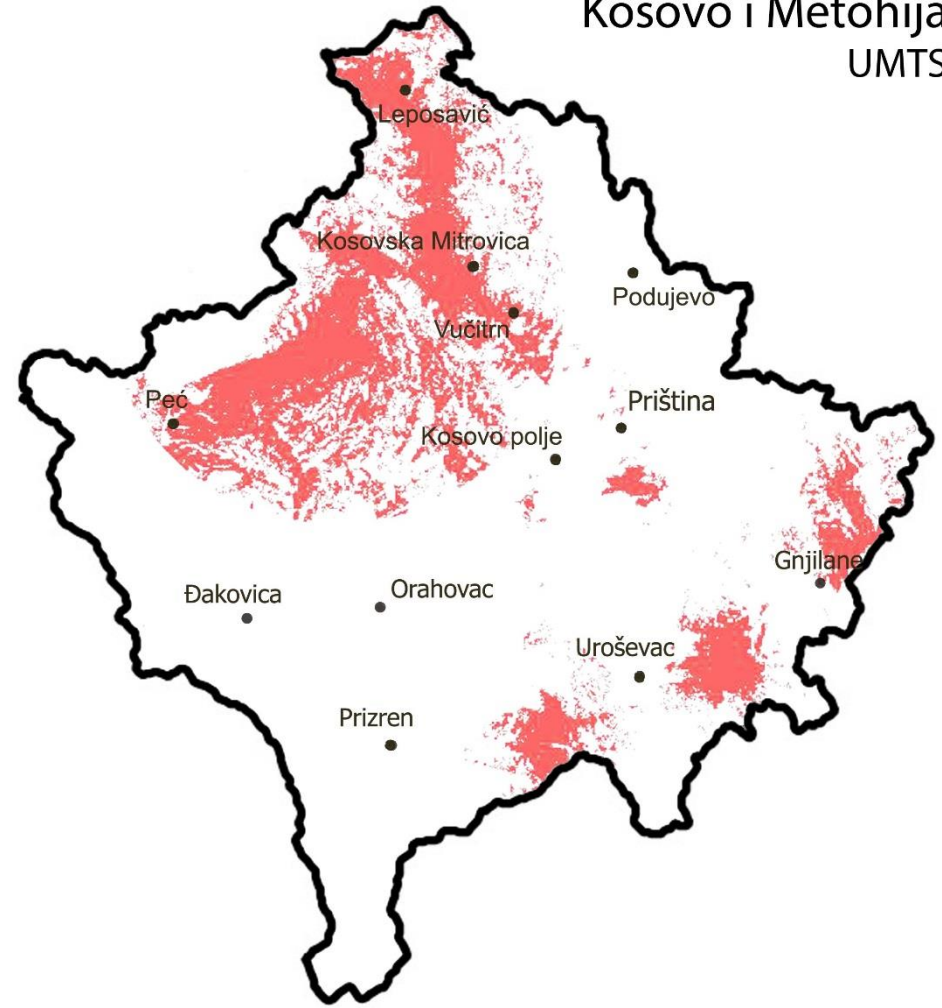 Kosovo i Metohija
UMTS
Leposavić
Kosovska Mitrovica
Podujevo
Vučitrn
Peć
Priština
Kosovo polje
Gnjilane
Đakovica
Orahovac
Uroševac
Prizren